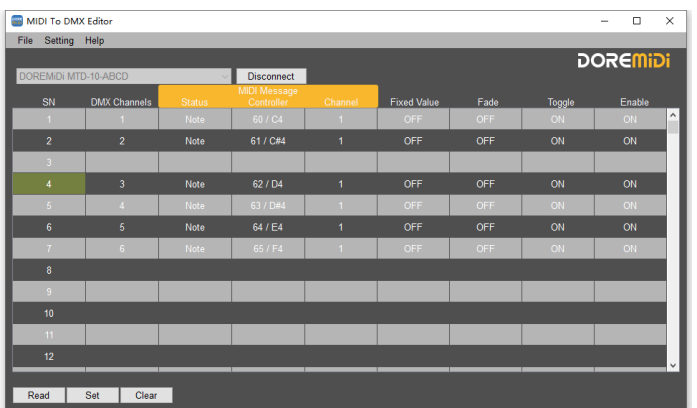 MIDI To DMX Editor
File Setting Help
DOREMiDi
DOREMiDi MTD-10-ABCD Disconnect
MIDI Message
SN DMX Channels Status Controller Channel Fixed Value Fade Toggle Enable
1 1 Note 60 / C4 1 OFF OFF ON ON
2 2 Note 61 / C#4 1 OFF OFF ON ON
3
4 3 Note 62 / D4 1 OFF OFF ON ON
5 4 Note 63 / D#4 1 OFF OFF ON ON
6 5 Note 64 / E4 1 OFF OFF ON ON
7 6 Note 65 / F4 1 OFF OFF ON ON
8
9
10
11
12
Read Set Clear